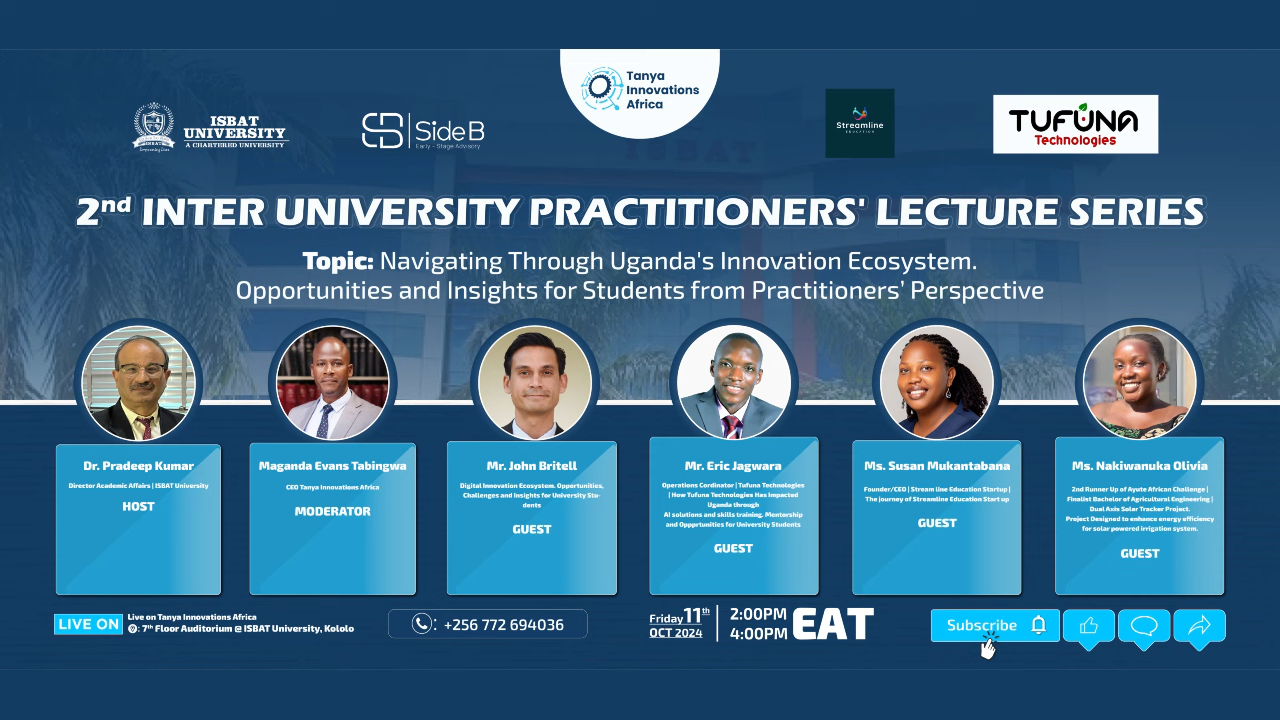 Tanya
Innovations
Africa
ISBAT
UNIVERSITY
A CHARTERED UNIVERSITY
SB SideB
Early - Stage Advisory
Streamline
EDUCATION
TUFUNA
Technologies
2nd INTER UNIVERSITY PRACTITIONERS' LECTURE SERIES
Topic: Navigating Through Uganda's Innovation Ecosystem.
Opportunities and Insights for Students from Practitioners’ Perspective
Dr. Pradeep Kumar
Director Academic Affairs | ISBAT University
HOST
Maganda Evans Tabingwa
CEO Tanya Innovations Africa
MODERATOR
Mr. John Britell
Digital Innovation Ecosystem. Opportunities,
Challenges and Insights for University Stu-
dents
GUEST
Mr. Eric Jagwara
Operations Cordinator | Tufuna Technologies
| How Tufuna Technologies Has Impacted
Uganda through
AI solutions and skills training, Mentorship
and Oppprtunities for University Students
GUEST
Ms. Susan Mukantabana
Founder/CEO | Stream line Education Startup |
The journey of Streamline Education Start up
GUEST
Ms. Nakiwanuka Olivia
2nd Runner Up of Ayute African Challenge |
Finalist Bachelor of Agricultural Engineering |
Dual Axis Solar Tracker Project.
Project Designed to enhance energy efficiency
for solar powered irrigation system.
GUEST
LIVE ON
Live on Tanya Innovations Africa
: 7th Floor Auditorium @ ISBAT University, Kololo
: +256 772 694036
Friday 11th
OCT 2024
2:00PM
4:00PM EAT
Subscribe